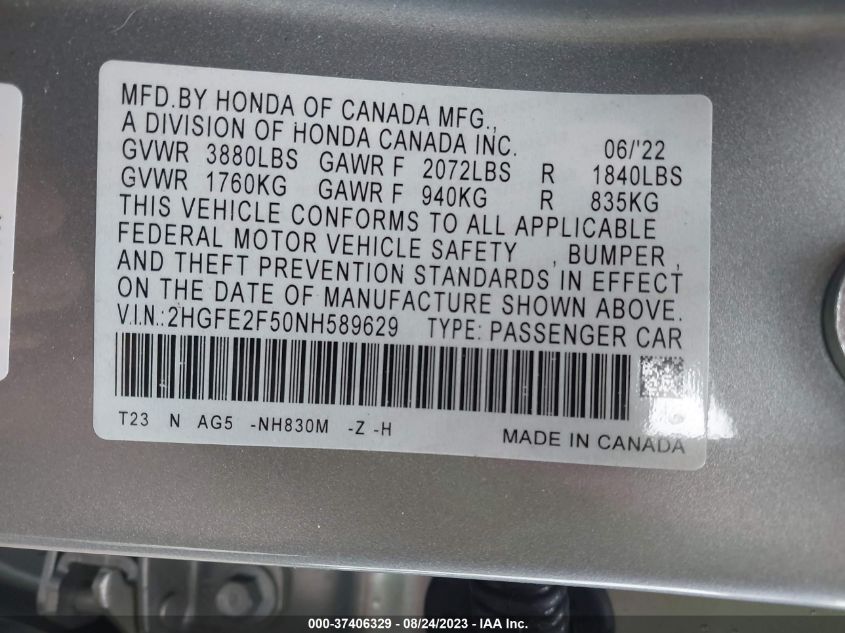 MFD.BY HONDA OF CANADA MFG.,
A DIVISION OF HONDA CANADA INC. 06/'22
GVWR 3880LBS GAWR F 2072LBS R 1840LBS
GVWR 1760KG GAWR F 940KG R 835KG
THIS VEHICLE CONFORMS TO ALL APPLICABLE
FEDERAL MOTOR VEHICLE SAFETY , BUMPER ,
AND THEFT PREVENTION STANDARDS IN EFFECT
ON THE DATE OF MANUFACTURE SHOWN ABOVE.
V.I.N.:2HGFE2F50NH589629 TYPE: PASSENGER CAR
T23 N AG5 -NH830M -Z -H
MADE IN CANADA
000-37406329 - 08/24/2023 - IAA Inc.